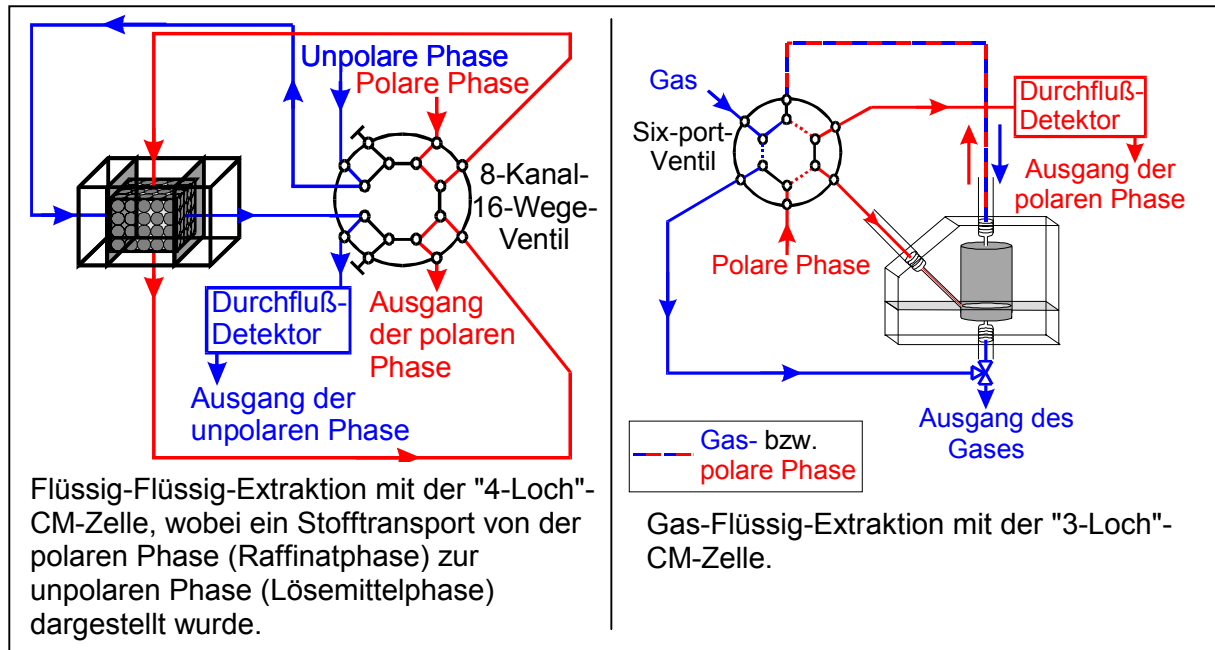 Unpolare Phase
Polare Phase
8-Kanal-
16-Wege-
Ventil
Durchfluß-
Detektor
Ausgang
der polaren
Phase
Ausgang der
unpolaren Phase
Flüssig-Flüssig-Extraktion mit der "4-Loch"-
CM-Zelle, wobei ein Stofftransport von der
polaren Phase (Raffinatphase) zur
unpolaren Phase (Lösemittelphase)
dargestellt wurde.
Gas
Six-port-
Ventil
Durchfluß-
Detektor
Ausgang der
polaren Phase
Polare Phase
Ausgang des
Gases
Gas- bzw.
polare Phase
Gas-Flüssig-Extraktion mit der "3-Loch"-
CM-Zelle.